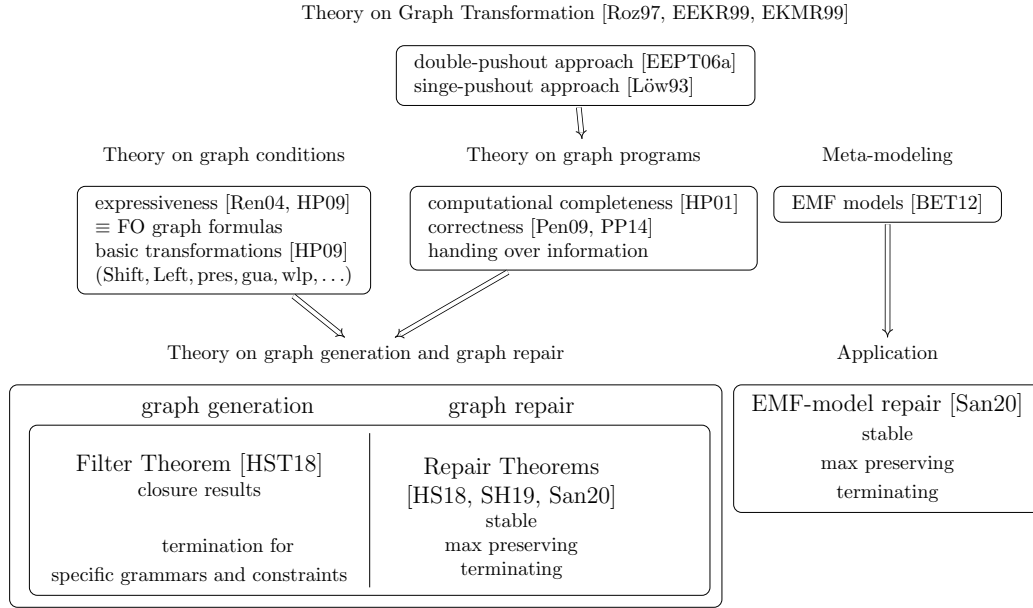 Theory on Graph Transformation [Roz97, EEKR99, EKMR99]
double-pushout approach [EEPT06a]
singe-pushout approach [Löw93]
Theory on graph conditions
expressiveness [Ren04, HP09]
≡ FO graph formulas
basic transformations [HP09]
(Shift, Left, pres, gua, wlp, . . .)
Theory on graph programs
computational completeness [HP01]
correctness [Pen09, PP14]
handing over information
Meta-modeling
EMF models [BET12]
Theory on graph generation and graph repair
graph generation
Filter Theorem [HST18]
closure results
termination for
specific grammars and constraints
graph repair
Repair Theorems
[HS18, SH19, San20]
stable
max preserving
terminating
Application
EMF-model repair [San20]
stable
max preserving
terminating